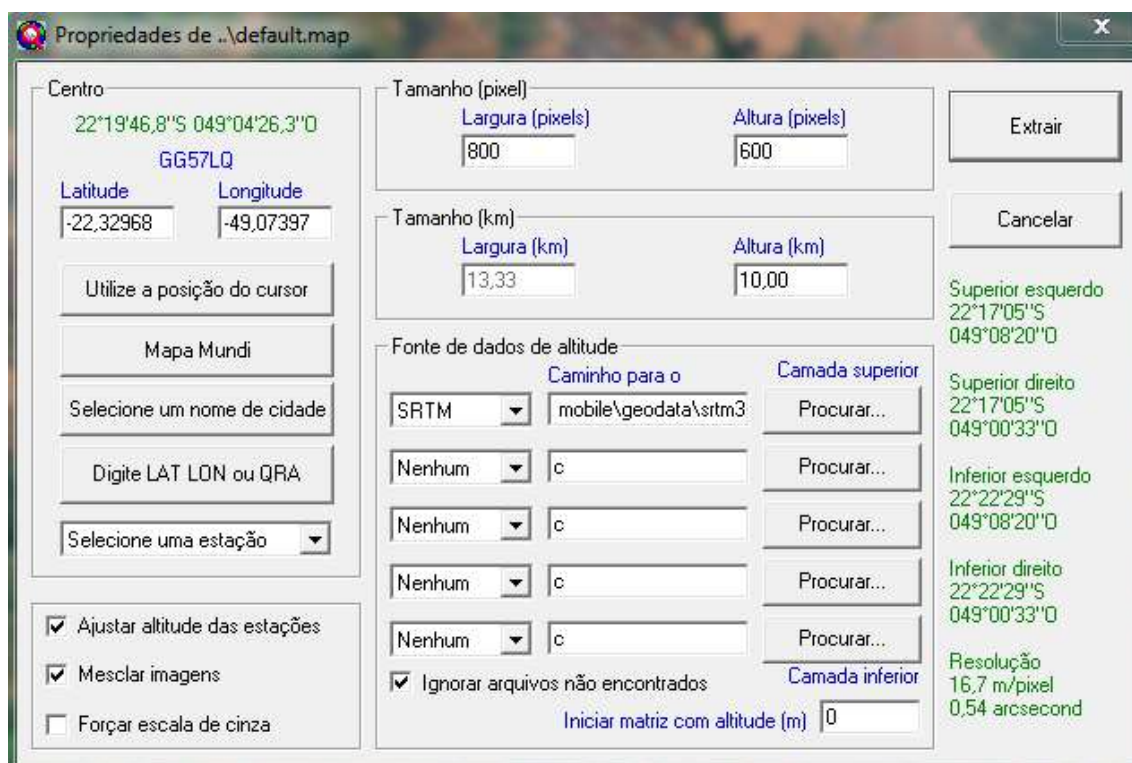 Propriedades de ..\default.map
x
Centro
22°19'46,8"S 049°04'26,3"O
GG57LQ
Latitude Longitude
-22,32968 -49,07397
Utilize a posição do cursor
Mapa Mundi
Selecione um nome de cidade
Digite LAT LON ou QRA
Selecione uma estação
Ajustar altitude das estações
Mesclar imagens
Forçar escala de cinza
Tamanho (pixel)
Largura (pixels) Altura (pixels)
800 600
Tamanho (km)
Largura (km) Altura (km)
13,33 10,00
Fonte de dados de altitude
Caminho para o Camada superior
SRTM mobile\geodata\srtm3 Procurar...
Nenhum c Procurar...
Nenhum c Procurar...
Nenhum c Procurar...
Nenhum c Procurar...
Ignorar arquivos não encontrados Camada inferior
Iniciar matriz com altitude (m) 0
Extrair
Cancelar
Superior esquerdo
22°17'05"S
049°08'20"O
Superior direito
22°17'05"S
049°00'33"O
Inferior esquerdo
22°22'29"S
049°08'20"O
Inferior direito
22°22'29"S
049°00'33"O
Resolução
16,7 m/pixel
0,54 arcsecond